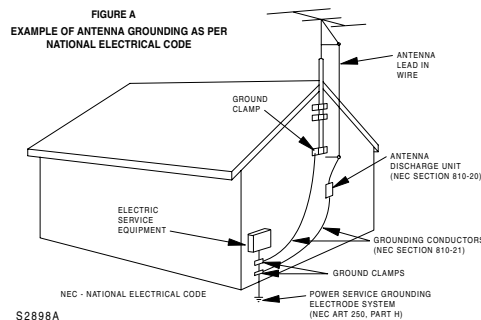 FIGURE A
EXAMPLE OF ANTENNA GROUNDING AS PER
NATIONAL ELECTRICAL CODE
ANTENNA
LEAD IN
WIRE
GROUND
CLAMP
ANTENNA
DISCHARGE UNIT
(NEC SECTION 810-20)
ELECTRIC
SERVICE
EQUIPMENT
GROUNDING CONDUCTORS
(NEC SECTION 810-21)
GROUND CLAMPS
NEC - NATIONAL ELECTRICAL CODE
POWER SERVICE GROUNDING
ELECTRODE SYSTEM
(NEC ART 250, PART H)
S2898A